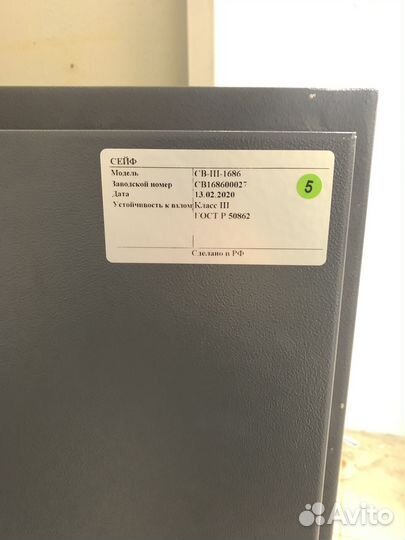 СЕЙФ
Модель СВ-III-1686
Заводской номер СВ168600027
Дата 13.02.2020
Устойчивость к взлом Класс III
ГОСТ Р 50862
Сделано в РФ
5
Avito